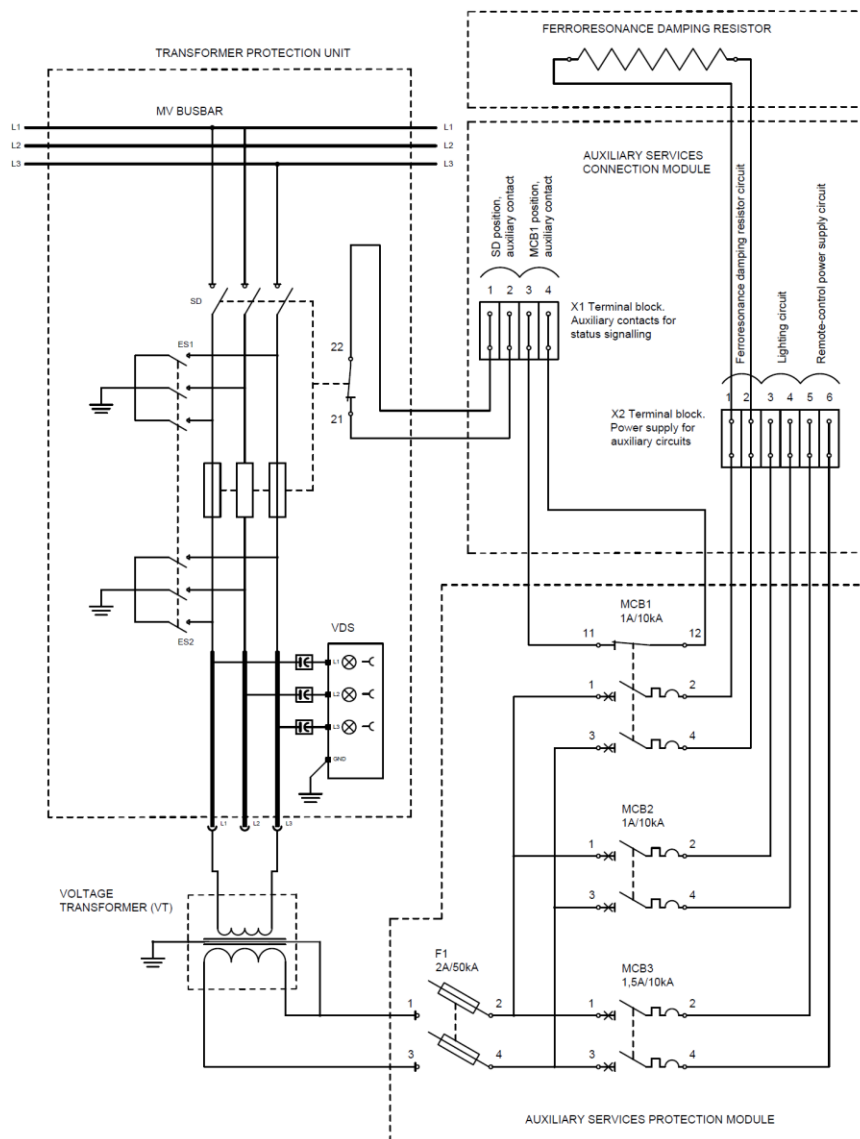 FERRORESONANCE DAMPING RESISTOR
TRANSFORMER PROTECTION UNIT
MV BUSBAR
L1
L1
L2
L2
L3
L3
AUXILIARY SERVICES
CONNECTION MODULE
SD position,
auxiliary contact
MCB1 position,
auxiliary contact
Ferroresonance damping resistor circuit
Lighting circuit
Remote-control power supply circuit
1 2 3 4
X1 Terminal block.
Auxiliary contacts for
status signalling
SD
ES1
22
21
1 2 3 4 5 6
X2 Terminal block.
Power supply for
auxiliary circuits
ES2
VDS
L1
L2
L3
GND
MCB1
1A/10kA
11 12
1 2
3 4
L1 L2 L3
MCB2
1A/10kA
1 2
3 4
VOLTAGE
TRANSFORMER (VT)
F1
2A/50kA
1 2
3 4
MCB3
1,5A/10kA
1 2
3 4
AUXILIARY SERVICES PROTECTION MODULE